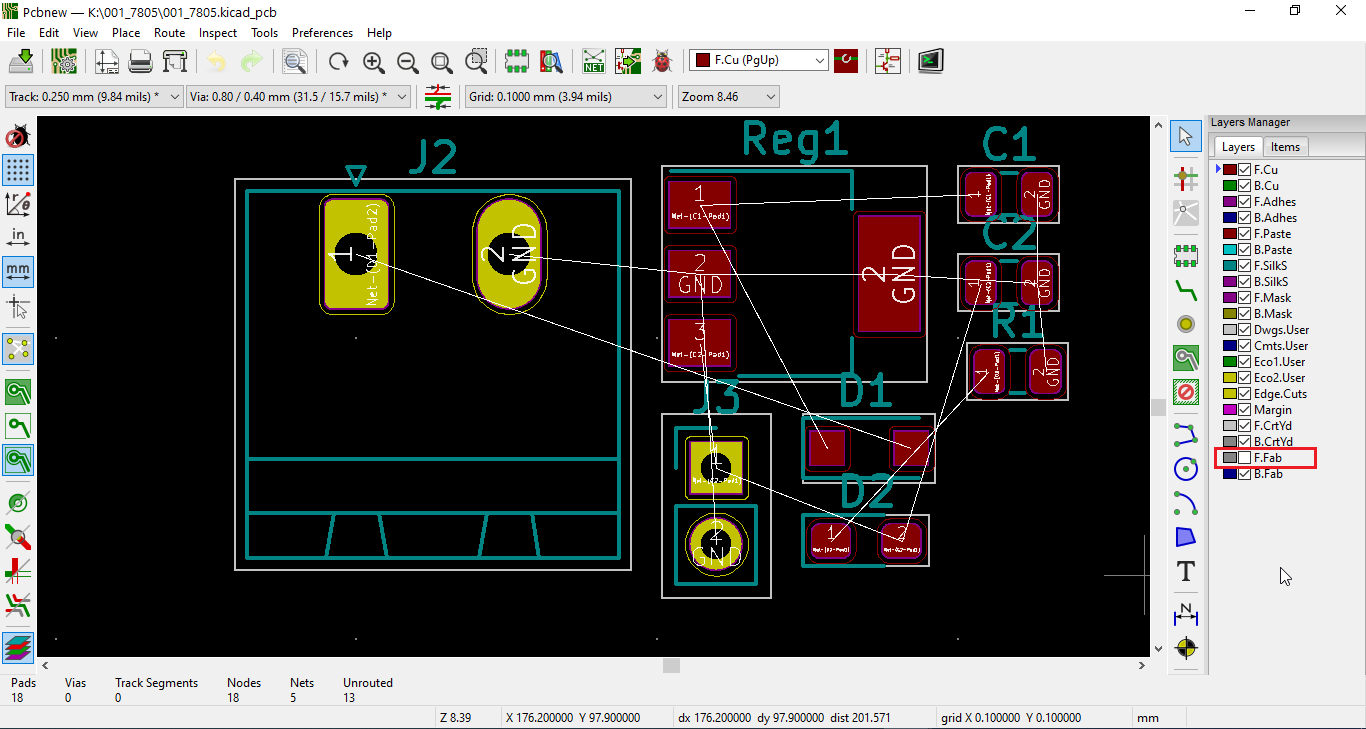 Pcbnew — K:\001_7805\001_7805.kicad_pcb
File Edit View Place Route Inspect Tools Preferences Help
NET
F.Cu (PgUp)
Track: 0.250 mm (9.84 mils) *
Via: 0.80 / 0.40 mm (31.5 / 15.7 mils) *
Grid: 0.1000 mm (3.94 mils)
Zoom 8.46
in
mm
J2
1
Net-(D1-Pad2)
2
GND
Reg1
1
Net-(C1-Pad1)
2
GND
3
Net-(C2-Pad1)
2
GND
C1
1
Net-(C1-Pad1)
2
GND
C2
1
Net-(C2-Pad1)
2
GND
R1
1
2
GND
J3
1
Net-(C2-Pad1)
2
GND
D1
D2
1
2
T
N
Layers Manager
Layers Items
F.Cu
B.Cu
F.Adhes
B.Adhes
F.Paste
B.Paste
F.SilkS
B.SilkS
F.Mask
B.Mask
Dwgs.User
Cmts.User
Eco1.User
Eco2.User
Edge.Cuts
Margin
F.CrtYd
B.CrtYd
F.Fab
B.Fab
Pads Vias Track Segments Nodes Nets Unrouted
18 0 0 18 5 13
Z 8.39 X 176.200000 Y 97.900000 dx 176.200000 dy 97.900000 dist 201.571 grid X 0.100000 Y 0.100000 mm